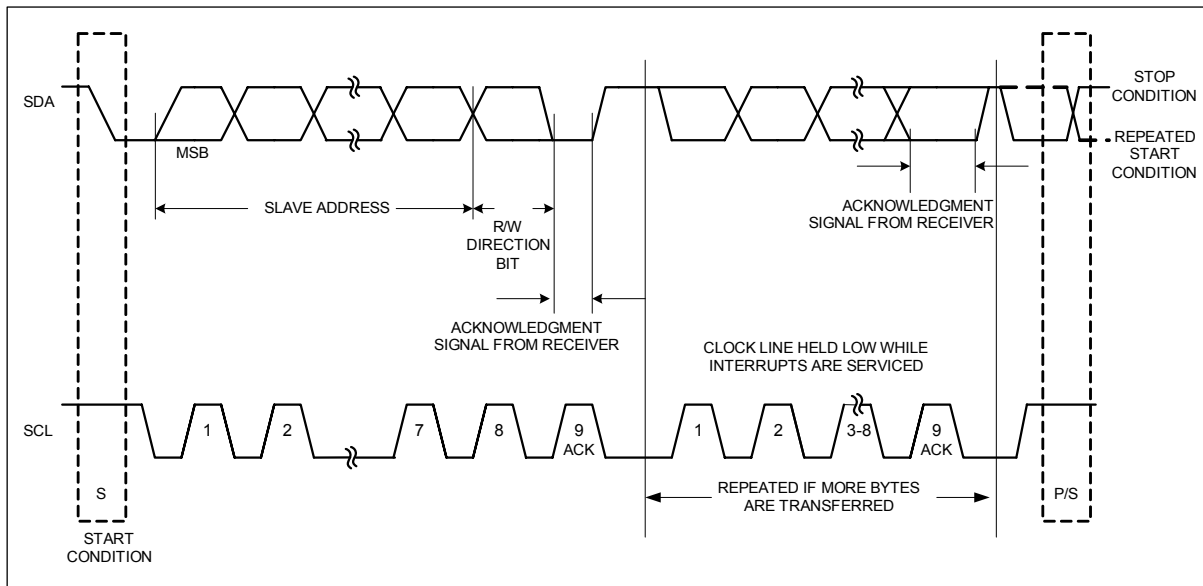 SDA
MSB
SLAVE ADDRESS
R/W
DIRECTION
BIT
ACKNOWLEDGMENT
SIGNAL FROM RECEIVER
ACKNOWLEDGMENT
SIGNAL FROM RECEIVER
STOP
CONDITION
REPEATED
START
CONDITION
CLOCK LINE HELD LOW WHILE
INTERRUPTS ARE SERVICED
SCL
1
2
7
8
9
ACK
1
2
3-8
9
ACK
S
START
CONDITION
REPEATED IF MORE BYTES
ARE TRANSFERRED
P/S